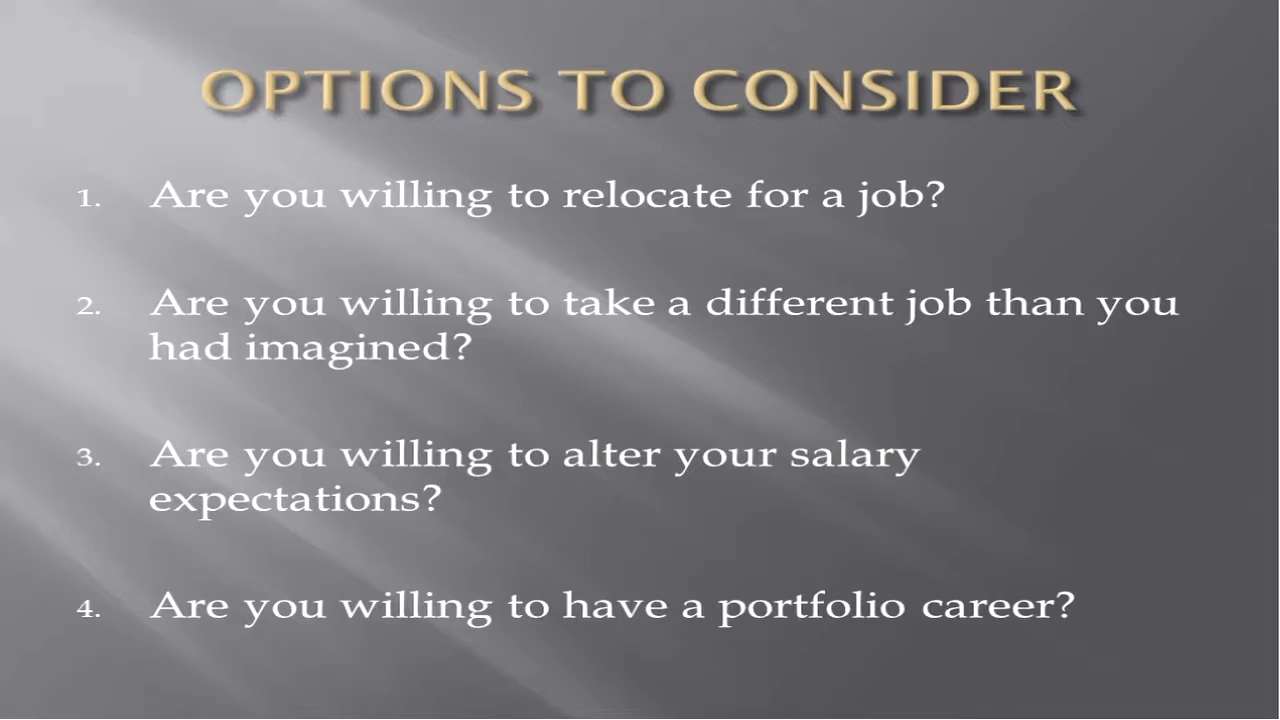 OPTIONS TO CONSIDER
1. Are you willing to relocate for a job?
2. Are you willing to take a different job than you
had imagined?
3. Are you willing to alter your salary
expectations?
4. Are you willing to have a portfolio career?